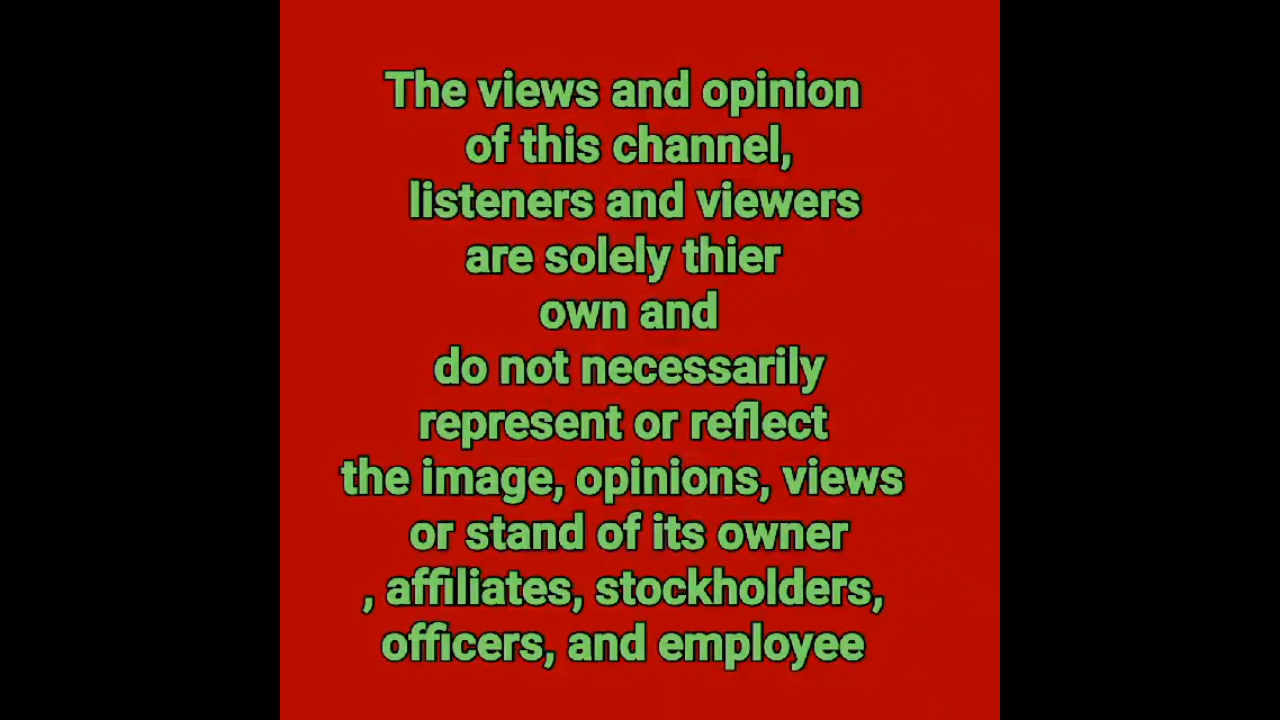 The views and opinion
of this channel,
listeners and viewers
are solely thier
own and
do not necessarily
represent or reflect
the image, opinions, views
or stand of its owner
, affiliates, stockholders,
officers, and employee